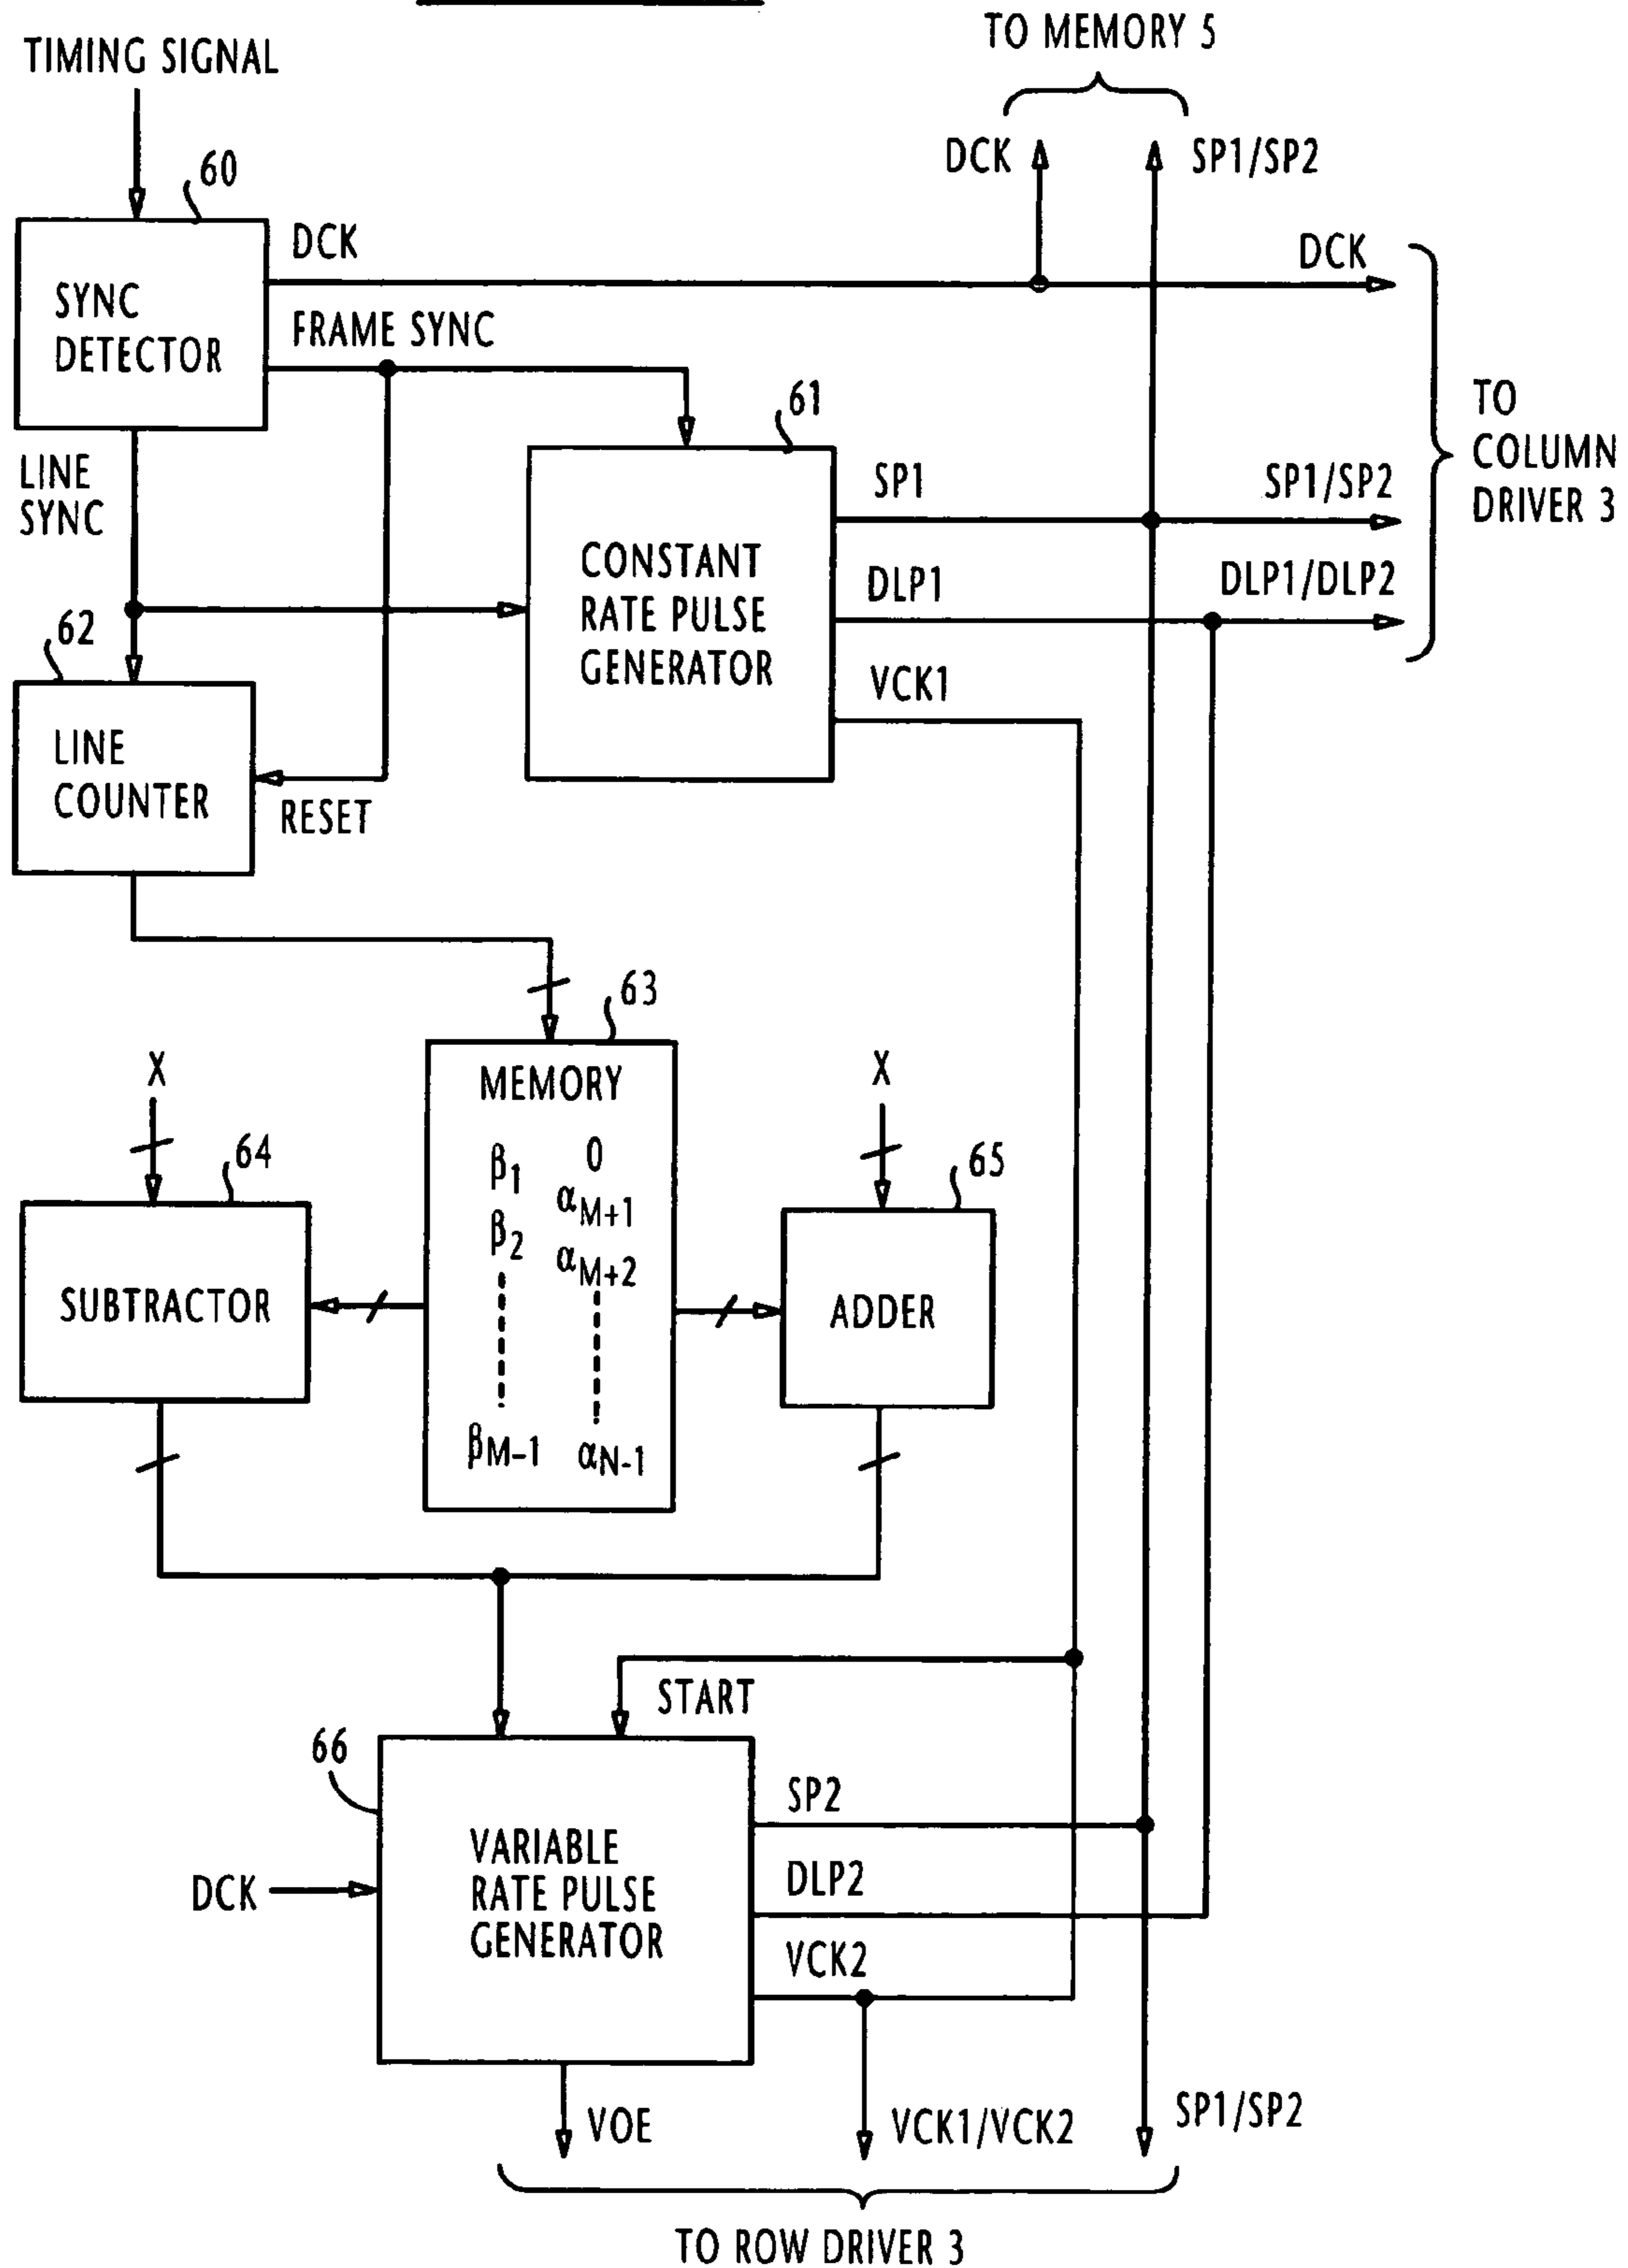 TO MEMORY 5
TIMING SIGNAL
DCK
SP1/SP2
60
DCK
DCK
SYNC
DETECTOR
FRAME SYNC
61
TO
COLUMN
DRIVER 3
LINE
SYNC
SP1
SP1/SP2
CONSTANT
RATE PULSE
GENERATOR
DLP1
DLP1/DLP2
62
VCK1
LINE
COUNTER
RESET
63
X
MEMORY
X
64
β1
0
65
αM+1
β2
αM+2
SUBTRACTOR
ADDER
βM-1
αN-1
START
66
SP2
VARIABLE
RATE PULSE
GENERATOR
DCK
DLP2
VCK2
VOE
VCK1/VCK2
SP1/SP2
TO ROW DRIVER 3